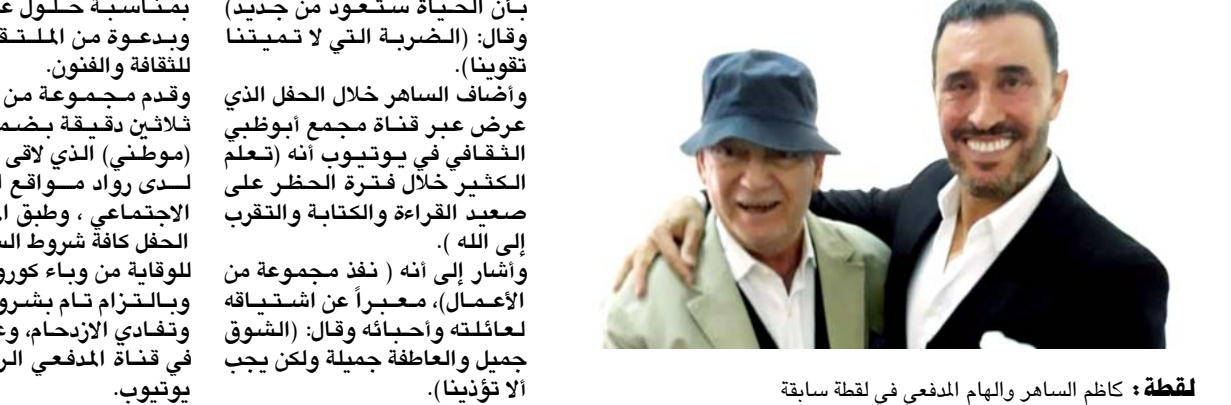 بأن الحياة ستعود من جديد)
وقال: (الضربة التي لا تميتنا
تقوينا).
وأضاف الساهر خلال الحفل الذي
عرض عبر قناة مجمع أبوظبي
الثقافي في يوتيوب أنه (تعلم
الكثير خلال فترة الحظر على
صعيد القراءة والكتابة والتقرب
إلى الله ).
وأشار إلى أنه ( نفذ مجموعة من
الأعمال)، معبراً عن اشتياقه
لعائلته وأحبائه وقال: (الشوق
جميل والعاطفة جميلة ولكن يجب
ألا تؤذينا).
بمناسبة حلول
وبدعوة من
للثقافة والفنون.
وقدم مجموعة من
ثلاثين دقيقة
(موطني) الذي لاقى
لدى رواد مواقع
الاجتماعي ، وطبق
الحفل كافة شروط
للوقاية من وباء
وبالتزام تام
وتفادي الازدحام،
في قناة المدفعي
يوتيوب.
لقطة: كاظم الساهر والهام المدفعي في لقطة سابقة